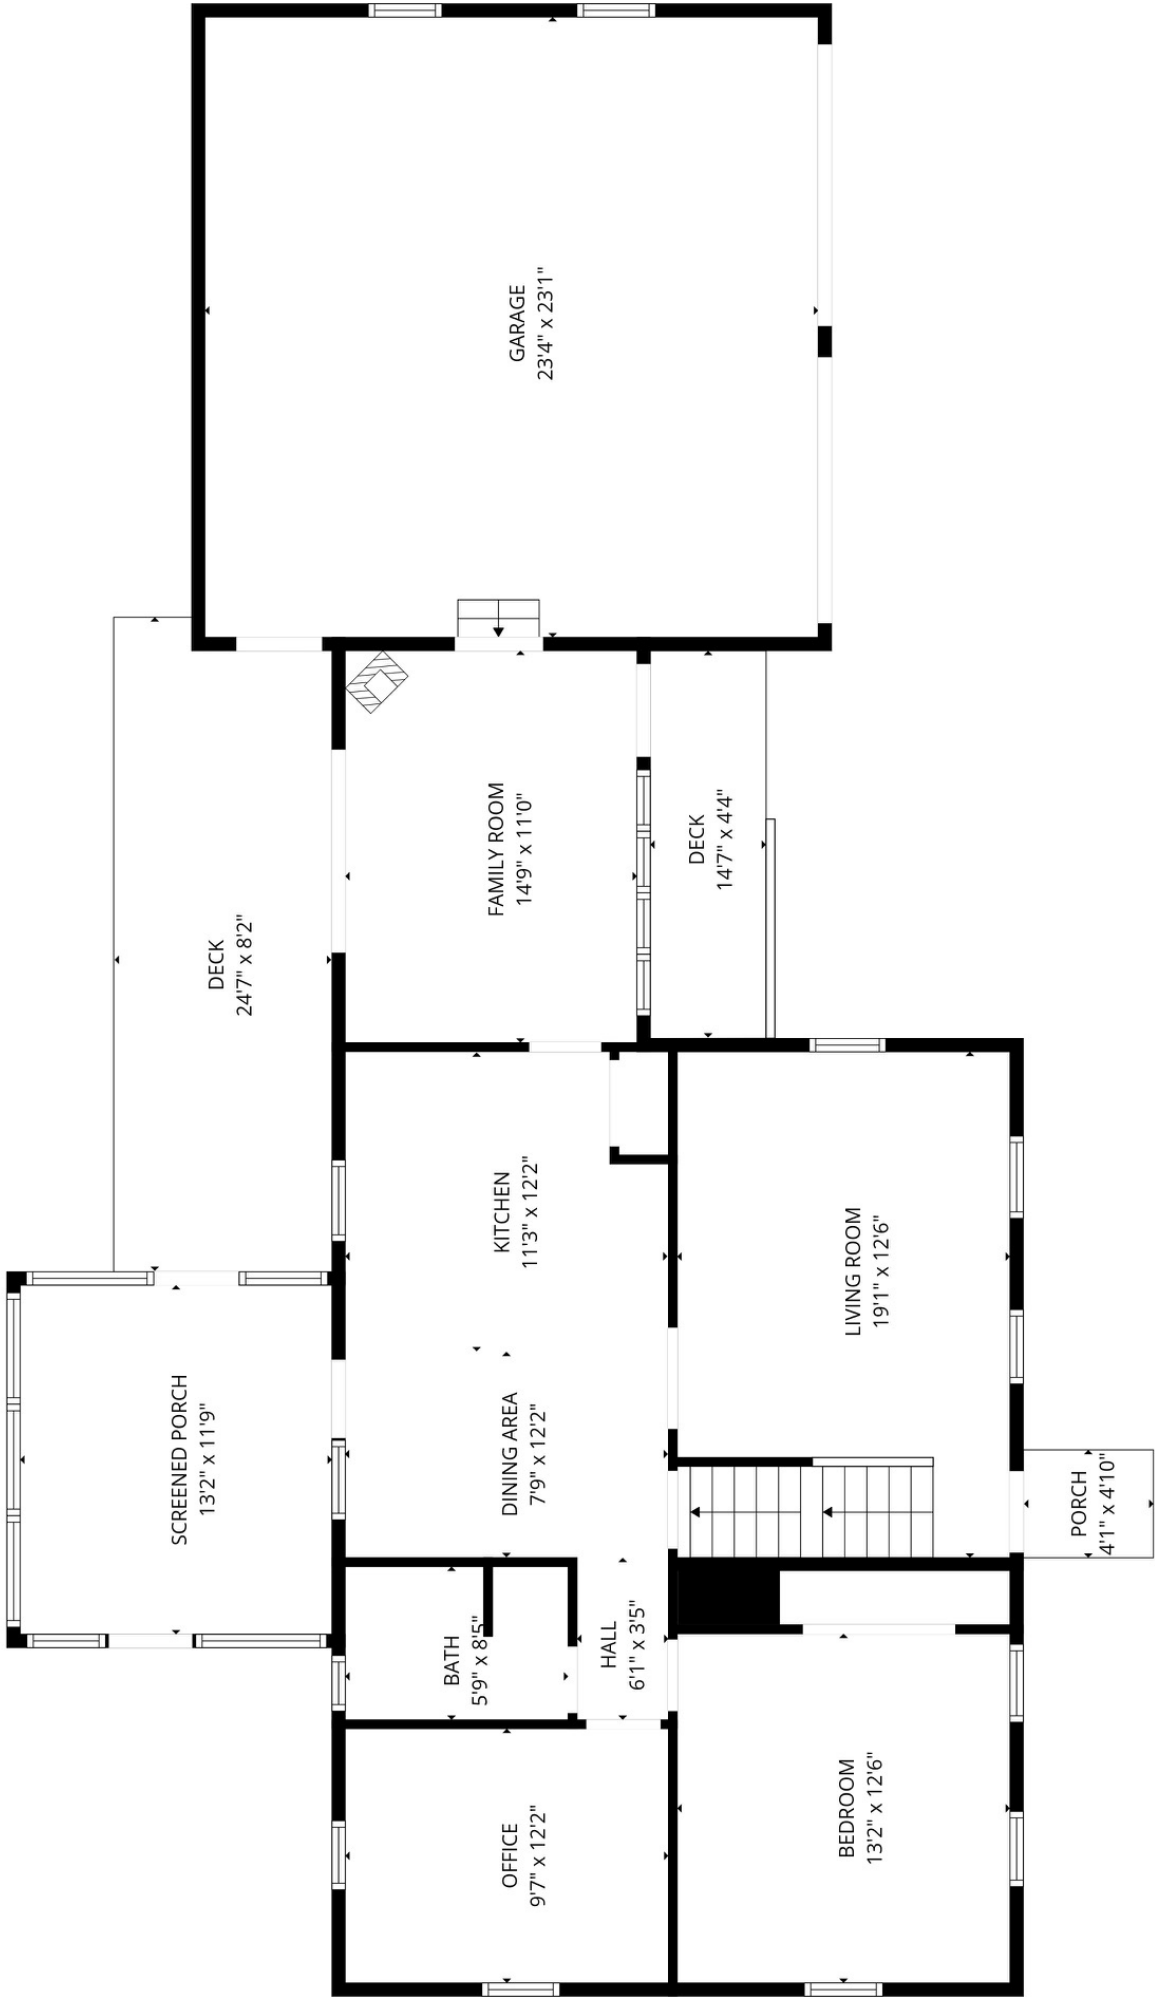 GARAGE
23'4" x 23'1"
FAMILY ROOM
14'9" x 11'0"
DECK
14'7" x 4'4"
DECK
24'7" x 8'2"
KITCHEN
11'3" x 12'2"
LIVING ROOM
19'1" x 12'6"
SCREENED PORCH
13'2" x 11'9"
DINING AREA
7'9" x 12'2"
PORCH
4'1" x 4'10"
BATH
5'9" x 8'5"
HALL
6'1" x 3'5"
OFFICE
9'7" x 12'2"
BEDROOM
13'2" x 12'6"